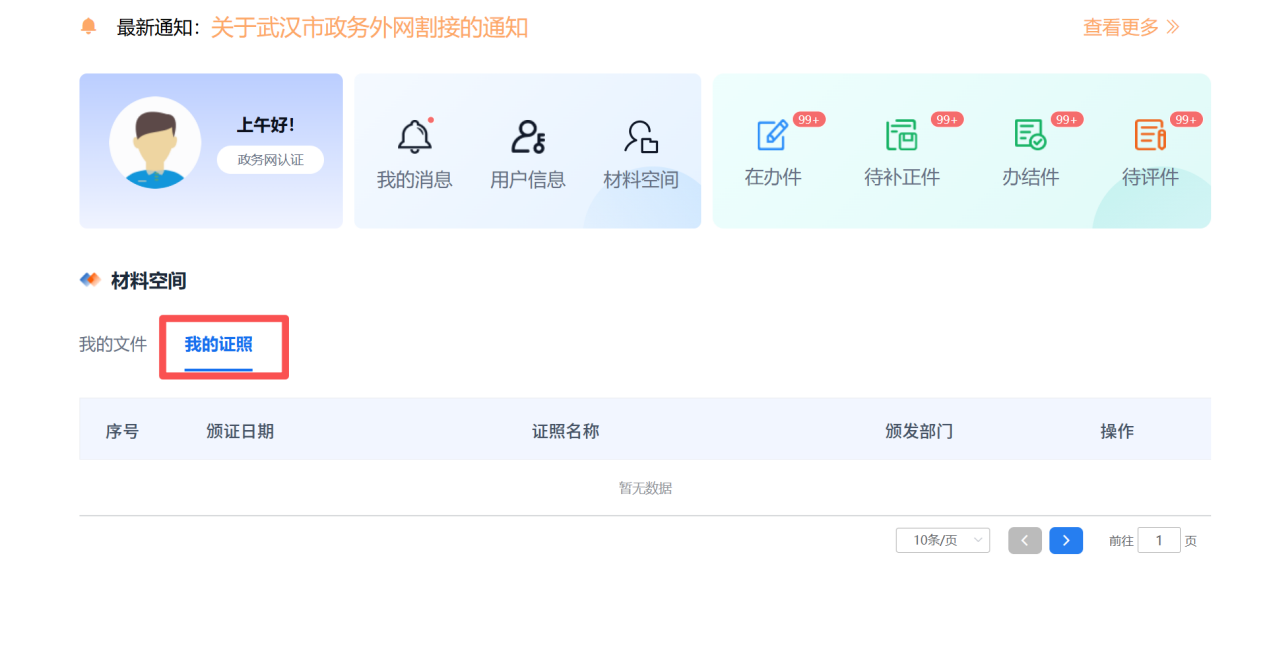 最新通知：关于武汉市政务外网割接的通知 查看更多
上午好！
政务网认证
我的消息 用户信息 材料空间
99+ 99+ 99+ 99+
在办件 待补正件 办结件 待评件
材料空间
我的文件 我的证照
序号 颁证日期 证照名称 颁发部门 操作
暂无数据
10条/页 前往 1 页